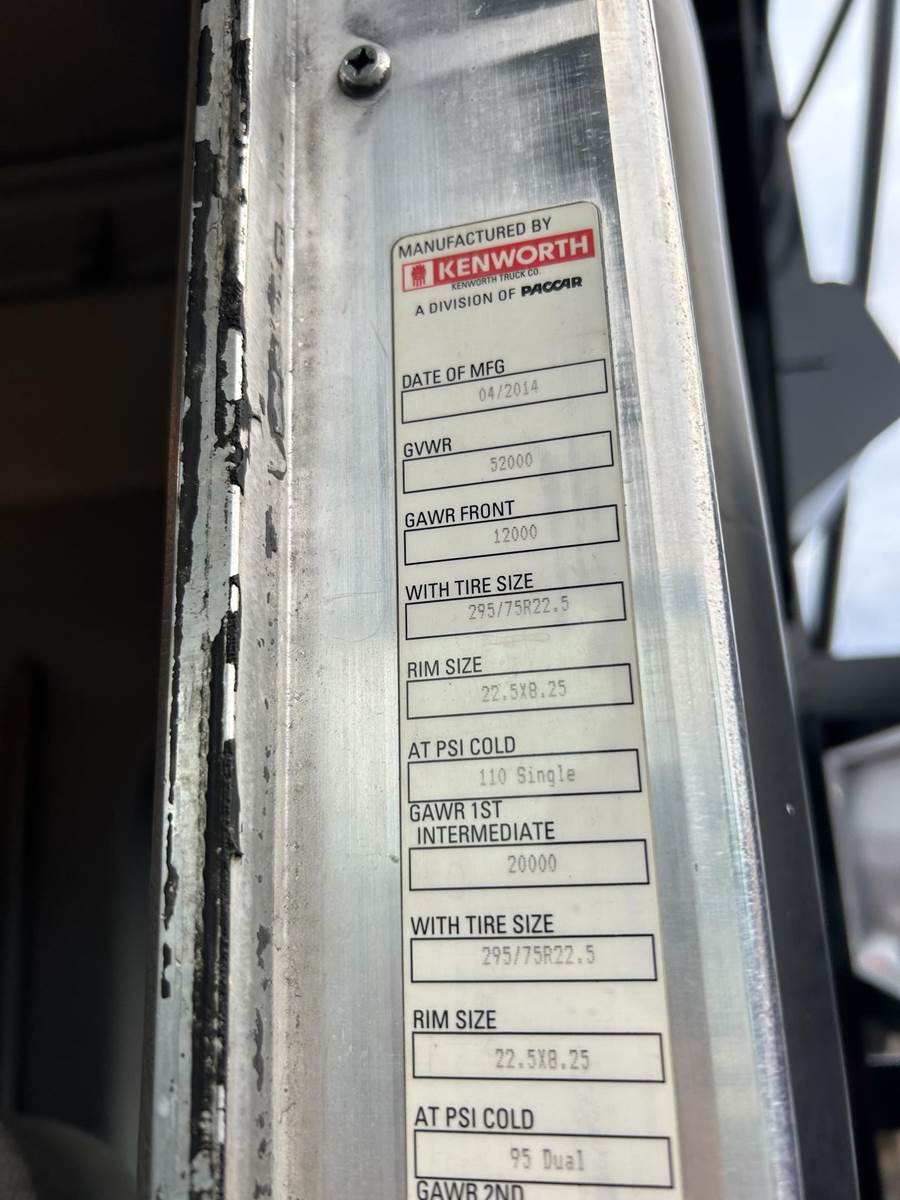 MANUFACTURED BY
KENWORTH
KENWORTH TRUCK CO.
A DIVISION OF PACCAR
DATE OF MFG
04/2014
GVWR
52000
GAWR FRONT
12000
WITH TIRE SIZE
295/75R22.5
RIM SIZE
22.5X8.25
AT PSI COLD
110 Single
GAWR 1ST
INTERMEDIATE
20000
WITH TIRE SIZE
295/75R22.5
RIM SIZE
22.5X8.25
AT PSI COLD
95 Dual
GAWR 2ND